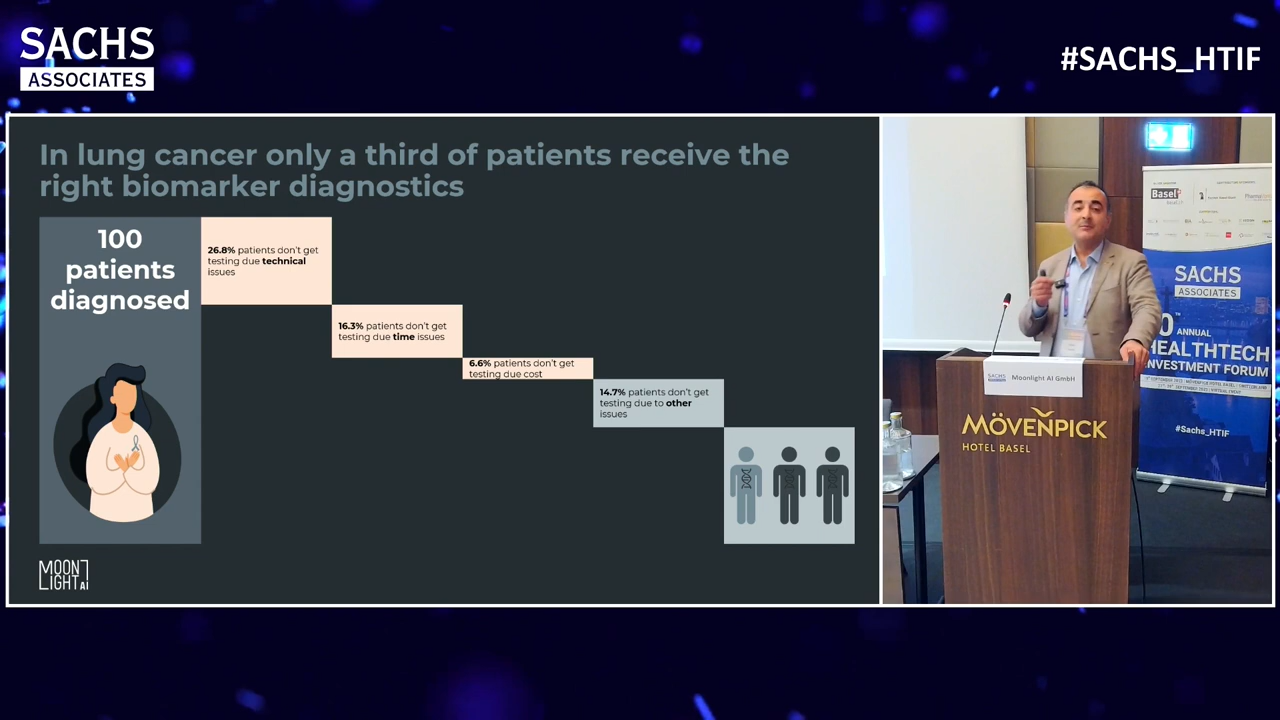 SACHS
ASSOCIATES
#SACHS_HTIF
In lung cancer only a third of patients receive the
right biomarker diagnostics
100
patients
diagnosed
26.8% patients don't get
testing due technical
issues
16.3% patients don't get
testing due time issues
6.6% patients don't get
testing due cost
14.7% patients don't get
testing due to other
issues
MOON
LIGHT AI
Basel
SACHS
ASSOCIATES
ANNUAL
HEALTHTECH
INVESTMENT FORUM
#Sachs_HTIF
SACHS
ASSOCIATES
Moonlight AI GmbH
MÖVENPICK
HOTEL BASEL